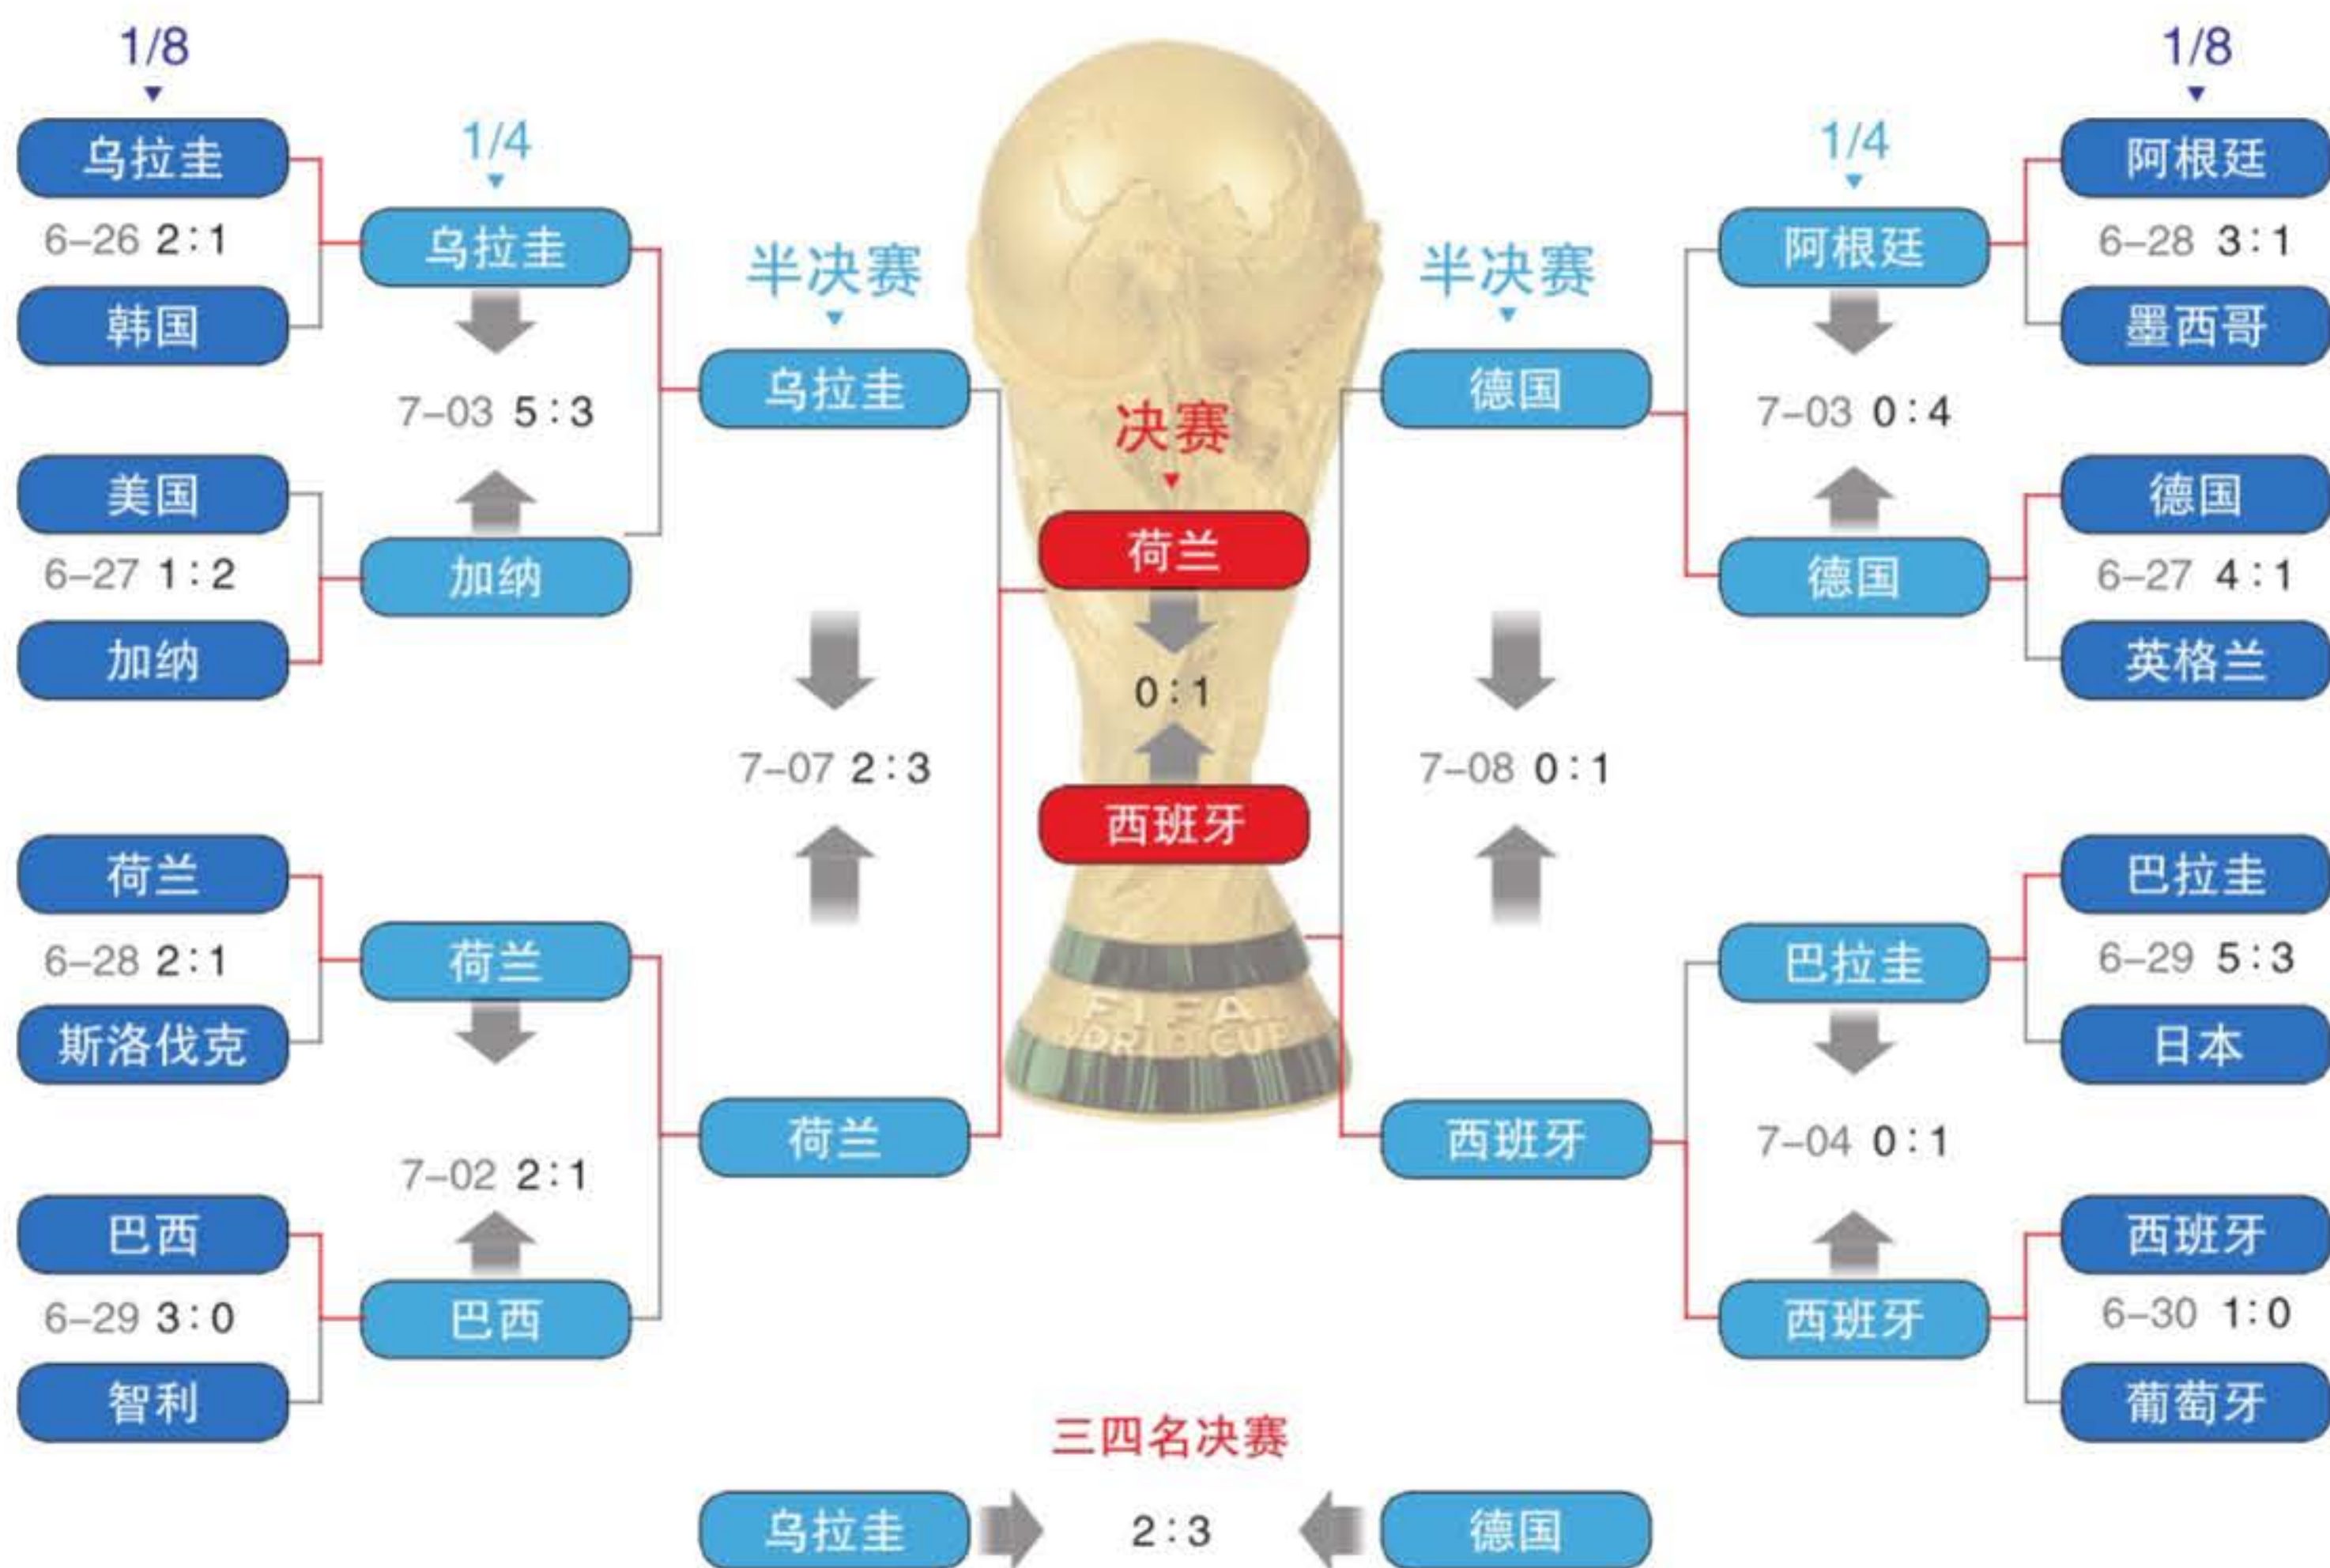 1/8
1/8
乌拉圭
1/4
1/4
阿根廷
6-26 2:1
乌拉圭
半决赛
半决赛
阿根廷
6-28 3:1
韩国
墨西哥
乌拉圭
德国
7-03 5:3
决赛
7-03 0:4
美国
德国
荷兰
6-27 1:2
加纳
德国
6-27 4:1
加纳
英格兰
0:1
7-07 2:3
7-08 0:1
西班牙
荷兰
巴拉圭
6-28 2:1
荷兰
巴拉圭
6-29 5:3
FIFA
WORLD CUP
斯洛伐克
日本
荷兰
西班牙
7-02 2:1
7-04 0:1
巴西
西班牙
6-29 3:0
巴西
西班牙
6-30 1:0
智利
葡萄牙
三四名决赛
乌拉圭
2:3
德国